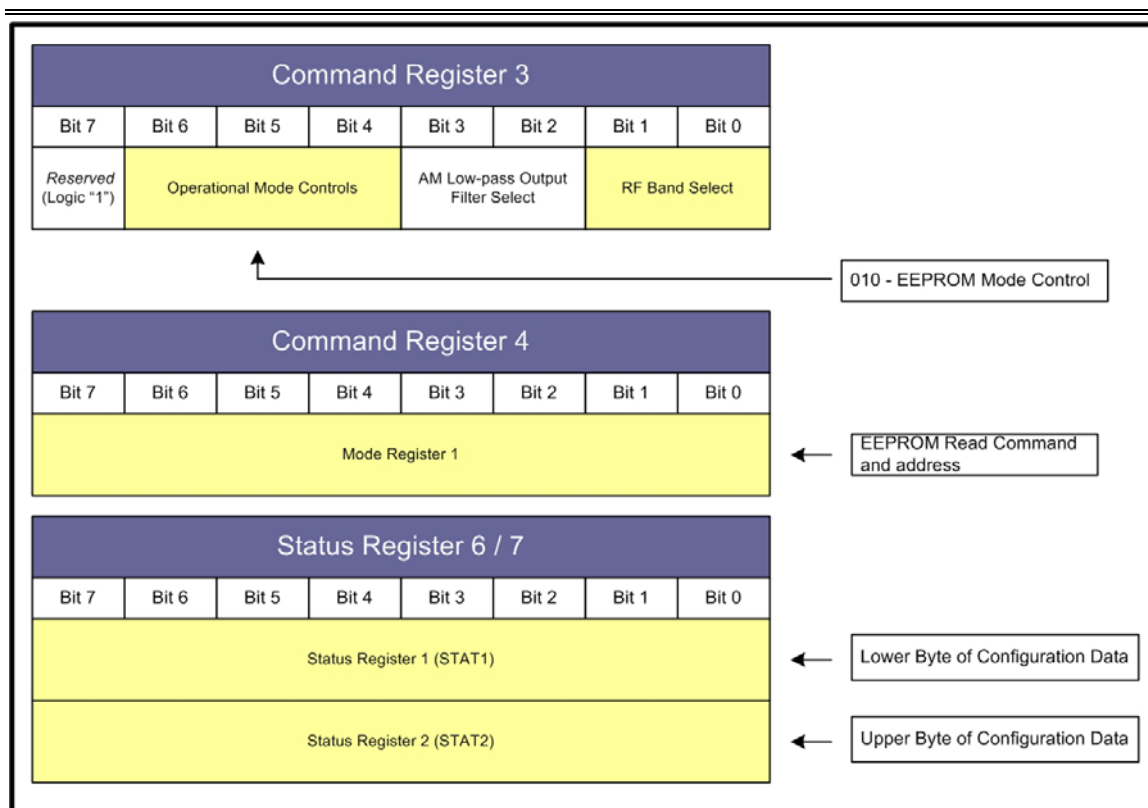 Command Register 3
Bit 7 Bit 6 Bit 5 Bit 4 Bit 3 Bit 2 Bit 1 Bit 0
Reserved
(Logic “1”)
Operational Mode Controls
AM Low-pass Output
Filter Select
RF Band Select
010 - EEPROM Mode Control
Command Register 4
Bit 7 Bit 6 Bit 5 Bit 4 Bit 3 Bit 2 Bit 1 Bit 0
Mode Register 1
EEPROM Read Command
and address
Status Register 6 / 7
Bit 7 Bit 6 Bit 5 Bit 4 Bit 3 Bit 2 Bit 1 Bit 0
Status Register 1 (STAT1)
Lower Byte of Configuration Data
Status Register 2 (STAT2)
Upper Byte of Configuration Data